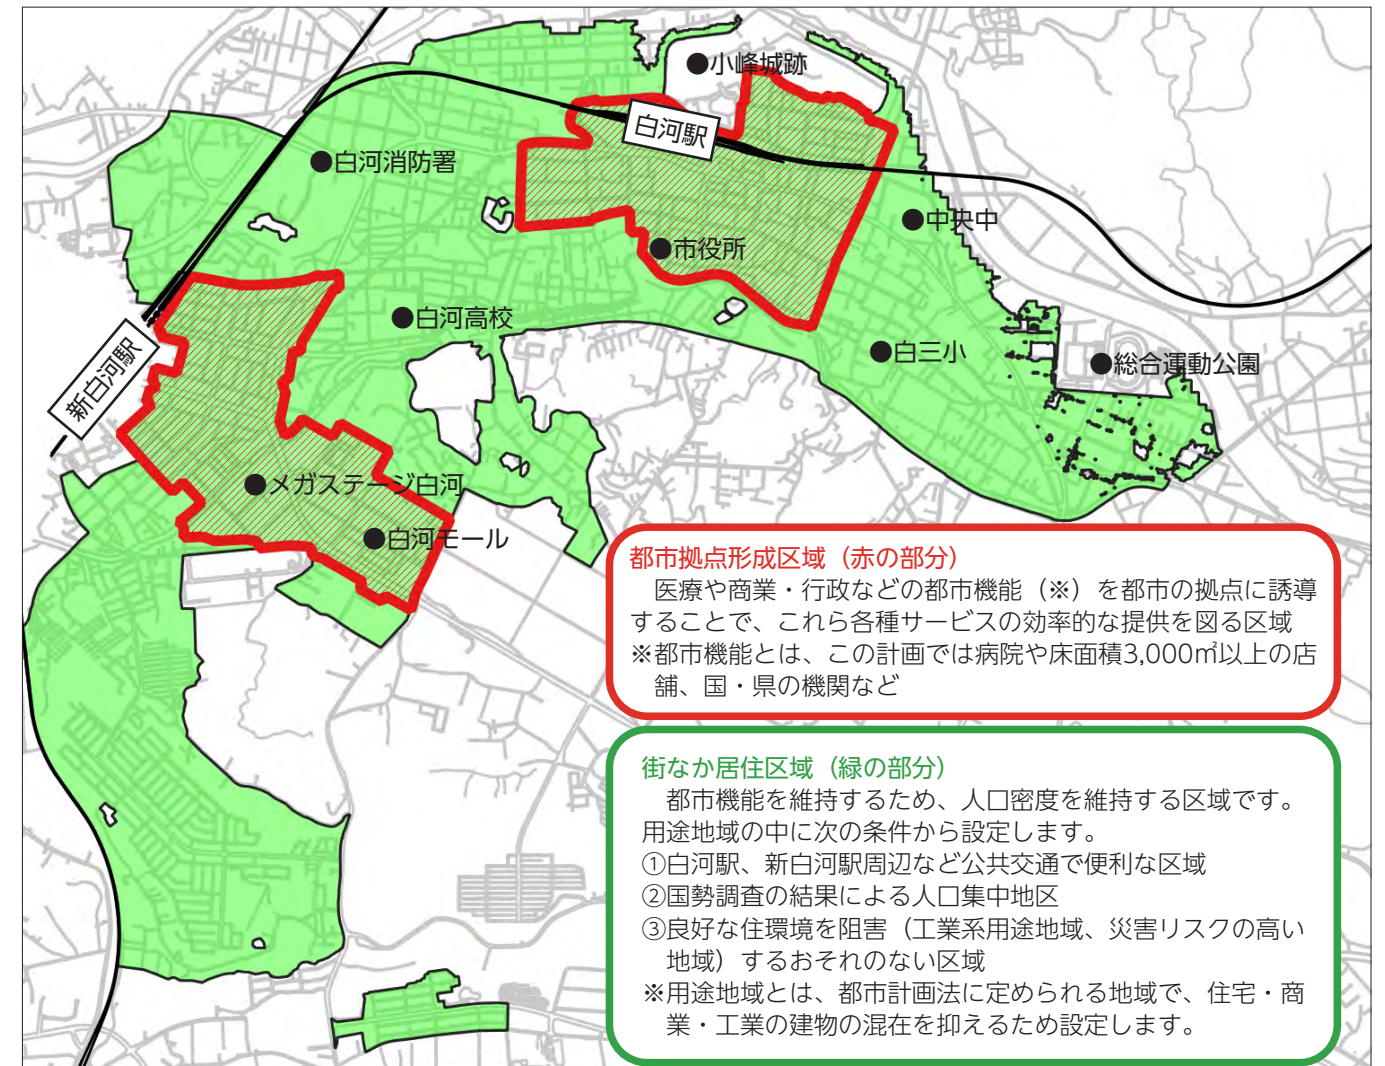 ●小峰城跡
白河駅
●白河消防署
●中央中
●市役所
●白河高校
●白三小
●総合運動公園
新白河駅
●メガステージ白河
●白河モール
都市拠点形成区域（赤の部分）
医療や商業・行政などの都市機能（※）を都市の拠点に誘導
することで、これら各種サービスの効率的な提供を図る区域
※都市機能とは、この計画では病院や床面積3,000㎡以上の店
舗、国・県の機関など
街なか居住区域（緑の部分）
都市機能を維持するため、人口密度を維持する区域です。
用途地域の中に次の条件から設定します。
①白河駅、新白河駅周辺など公共交通で便利な区域
②国勢調査の結果による人口集中地区
③良好な住環境を阻害（工業系用途地域、災害リスクの高い
地域）するおそれのない区域
※用途地域とは、都市計画法に定められる地域で、住宅・商
業・工業の建物の混在を抑えるため設定します。